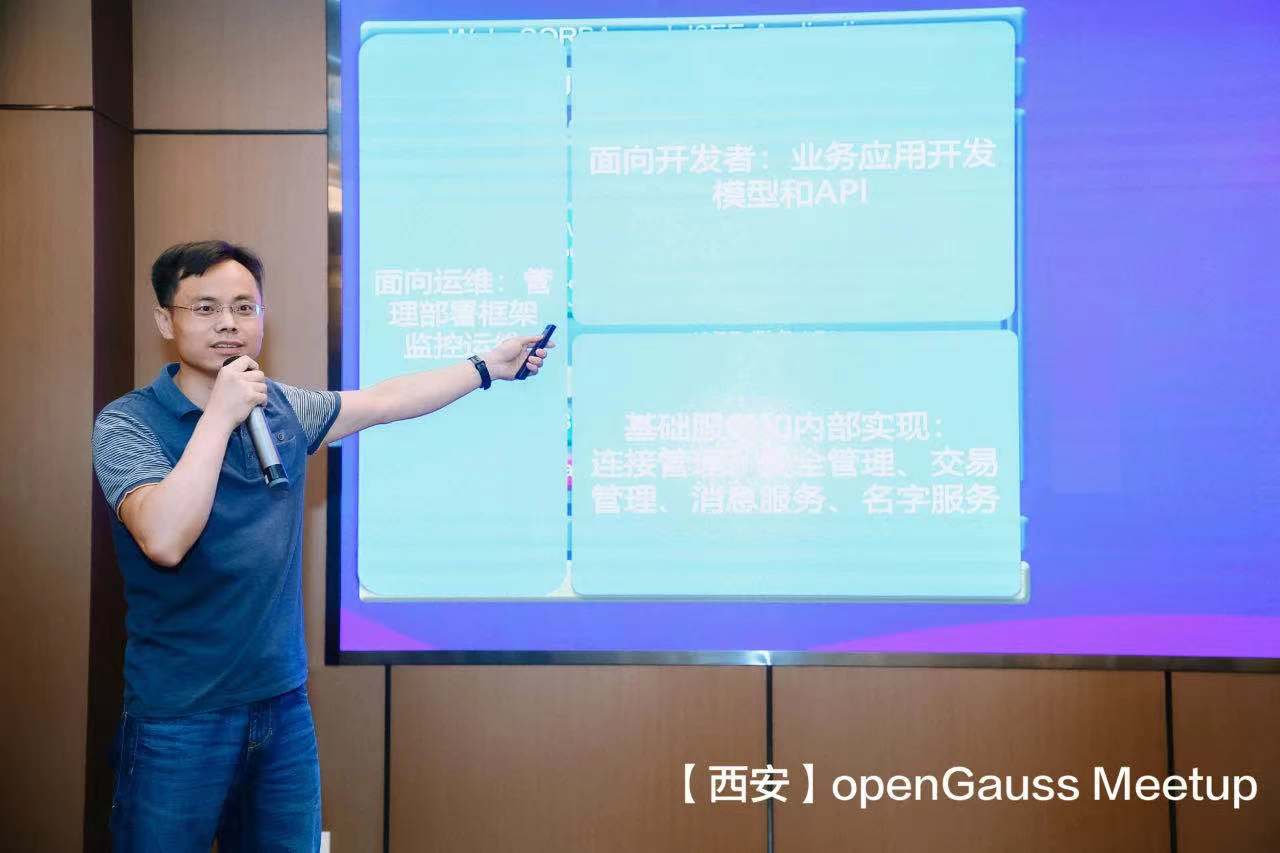 面向开发者：业务应用开发
模型和API
面向运维：管
理部署框架
监控运维
基础服务和内部实现：
连接管理、安全管理、交易
管理、消息服务、名字服务
【西安】openGauss Meetup